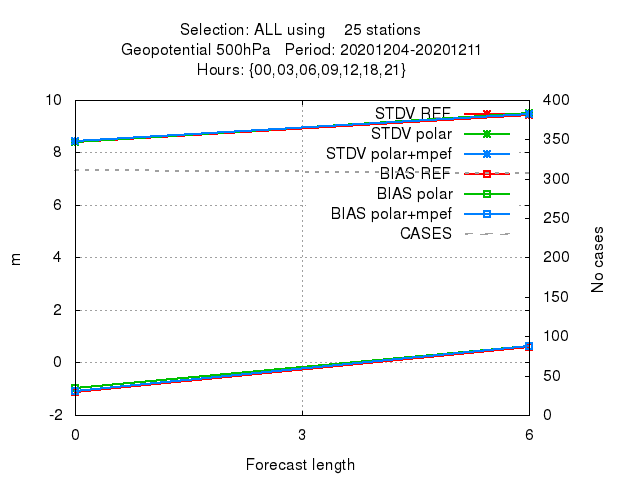 Selection: ALL using    25 stations
Geopotential 500hPa   Period: 20201204-20201211
Hours: {00,03,06,09,12,18,21}
10
8
6
4
2
0
-2
m
STDV REF
STDV polar
STDV polar+mpef
BIAS REF
BIAS polar
BIAS polar+mpef
CASES
400
350
300
250
200
150
100
50
0
No cases
0
3
6
Forecast length